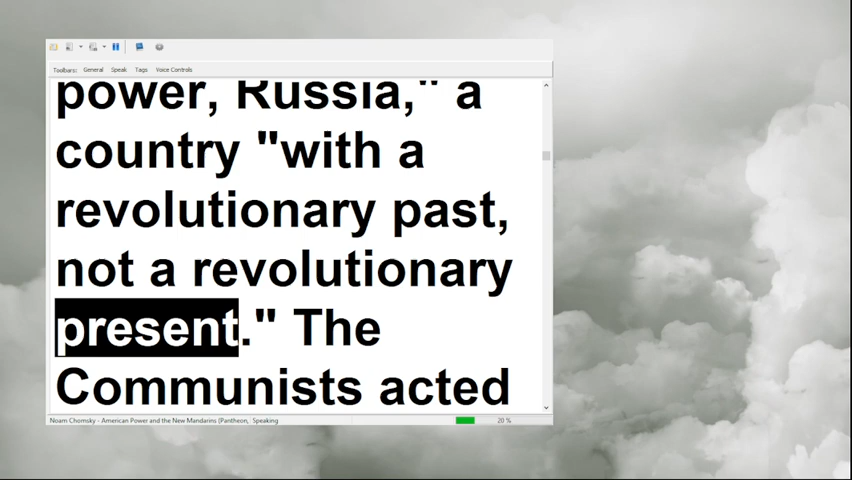 Toolbars: General Speak Tags Voice Controls
power, Russia," a
country "with a
revolutionary past,
not a revolutionary
present." The
Communists acted
Noam Chomsky - American Power and the New Mandarins (Pantheon, Speaking 20 %